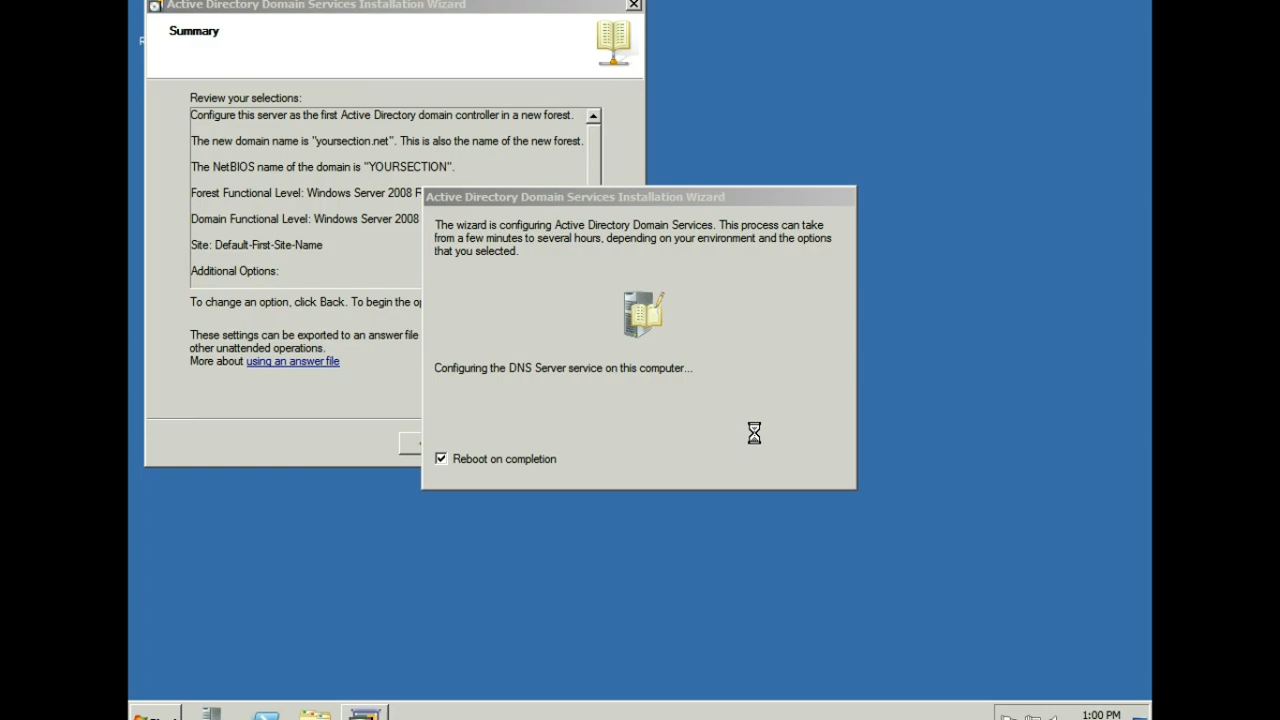 Active Directory Domain Services Installation Wizard
Summary
Review your selections:
Configure this server as the first Active Directory domain controller in a new forest.
The new domain name is "yoursection.net". This is also the name of the new forest.
The NetBIOS name of the domain is "YOURSECTION".
Forest Functional Level: Windows Server 2008 R
Domain Functional Level: Windows Server 2008
Site: Default-First-Site-Name
Additional Options:
To change an option, click Back. To begin the op
These settings can be exported to an answer file
other unattended operations.
More about using an answer file
Active Directory Domain Services Installation Wizard
The wizard is configuring Active Directory Domain Services. This process can take
from a few minutes to several hours, depending on your environment and the options
that you selected.
Configuring the DNS Server service on this computer...
Reboot on completion
1:00 PM